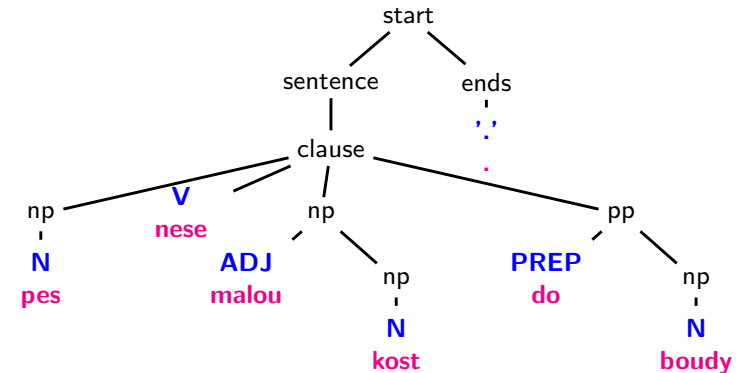 start
sentence ends
'.'
clause .
V
np nese np pp
N ADJ PREP
pes malou np do np
N N
kost boudy